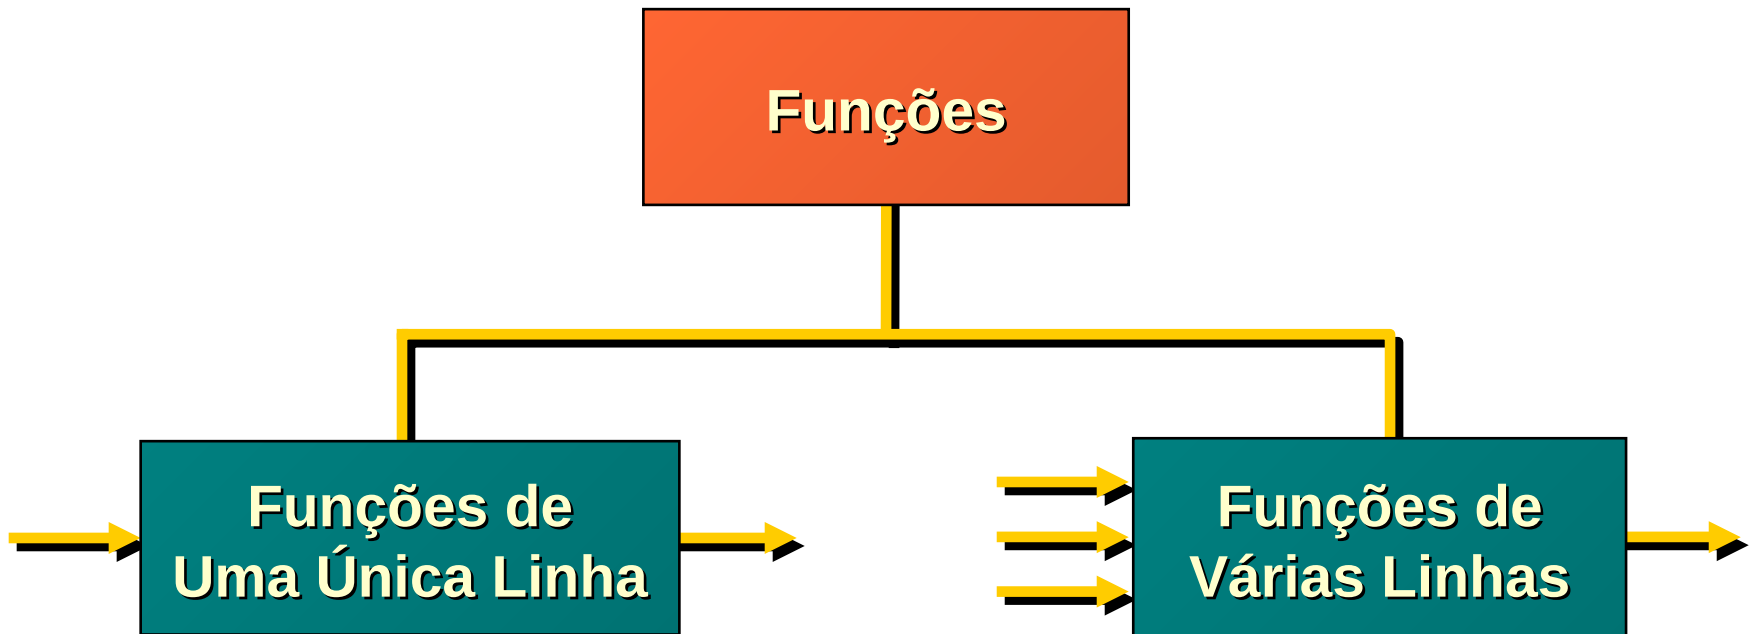 Funções
Funções de
Uma Única Linha
Funções de
Várias Linhas